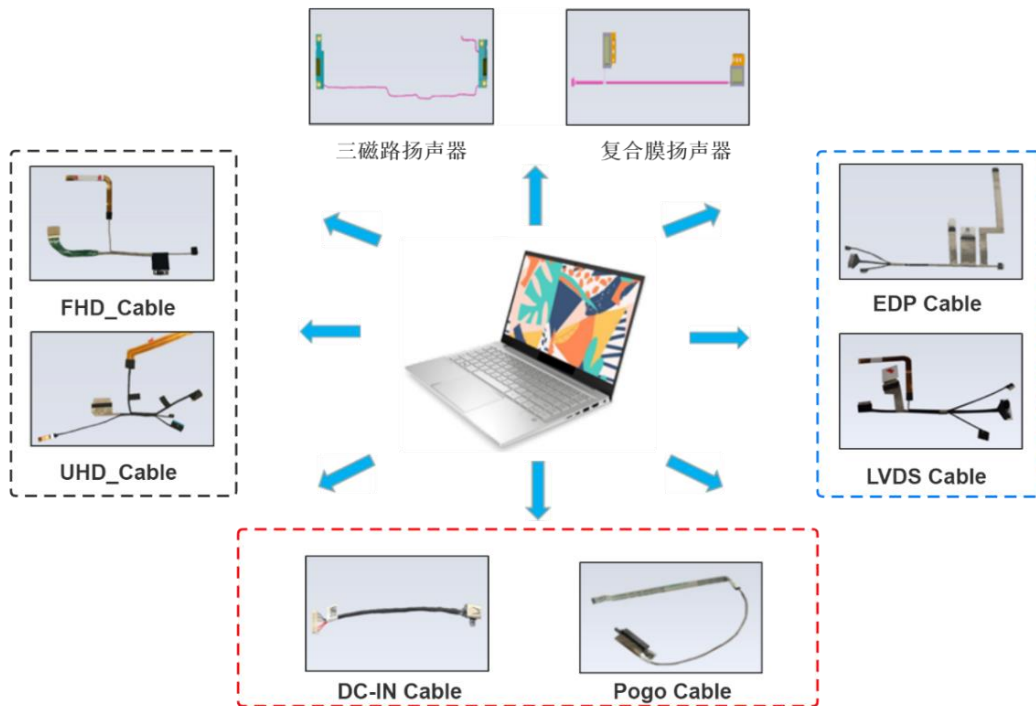 三磁路扬声器
复合膜扬声器
FHD_Cable
EDP Cable
UHD_Cable
LVDS Cable
DC-IN Cable
Pogo Cable